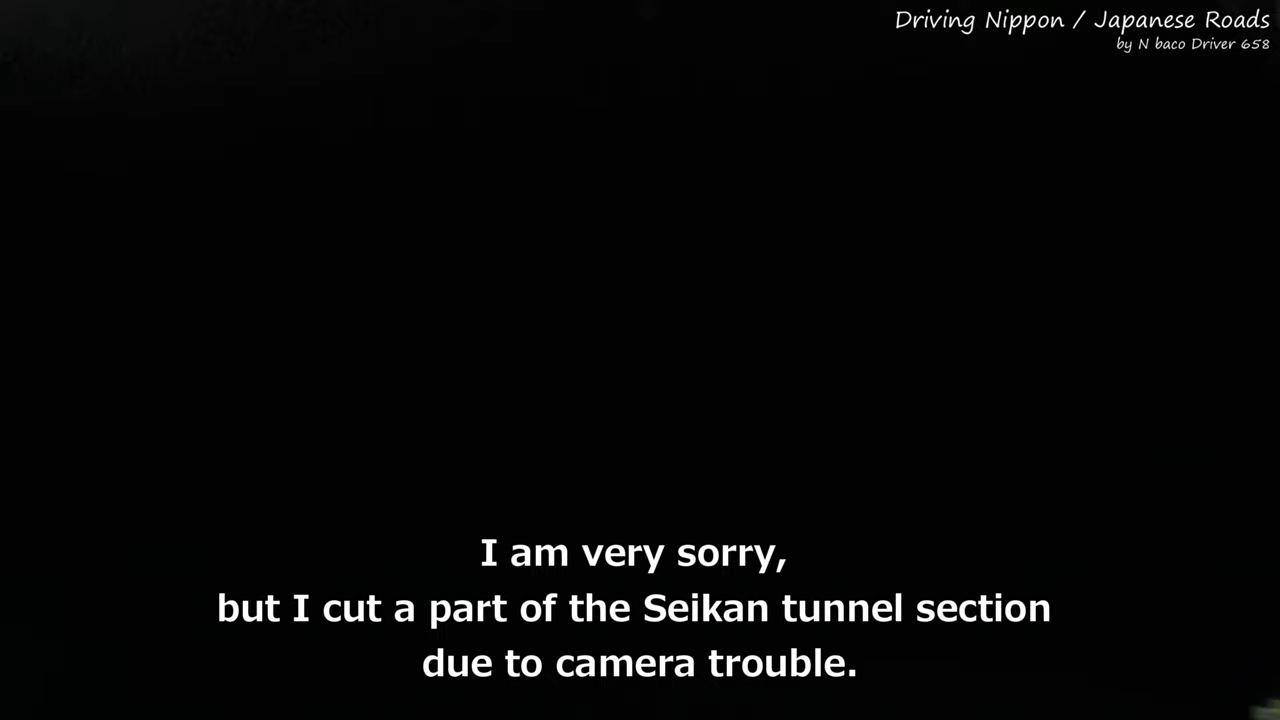 Driving Nippon / Japanese Roads
by N baco Driver 658
I am very sorry,
but I cut a part of the Seikan tunnel section
due to camera trouble.